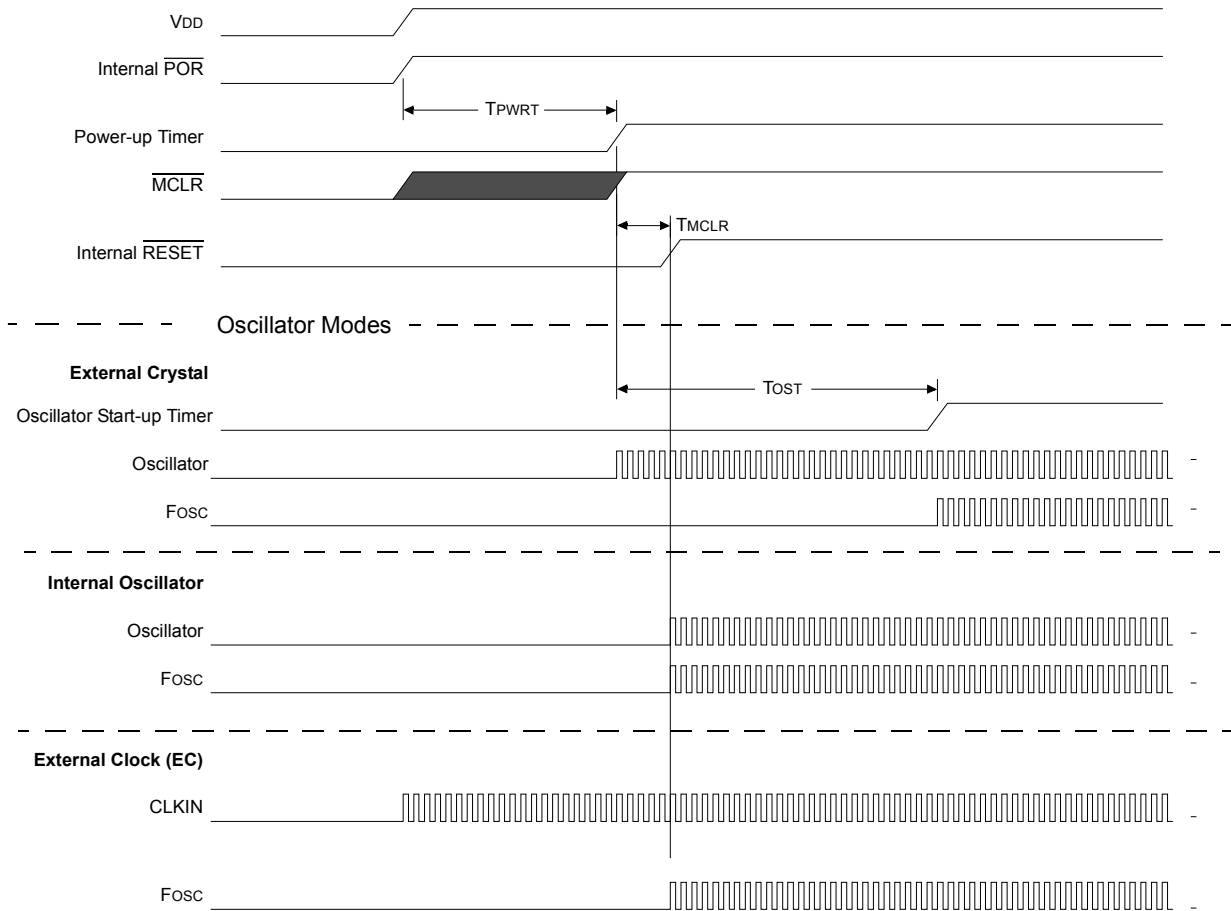 VDD
Internal POR
TPWRT
Power-up Timer
MCLR
TMCLR
Internal RESET
Oscillator Modes
External Crystal
TOST
Oscillator Start-up Timer
Oscillator
FOSC
Internal Oscillator
Oscillator
FOSC
External Clock (EC)
CLKIN
FOSC